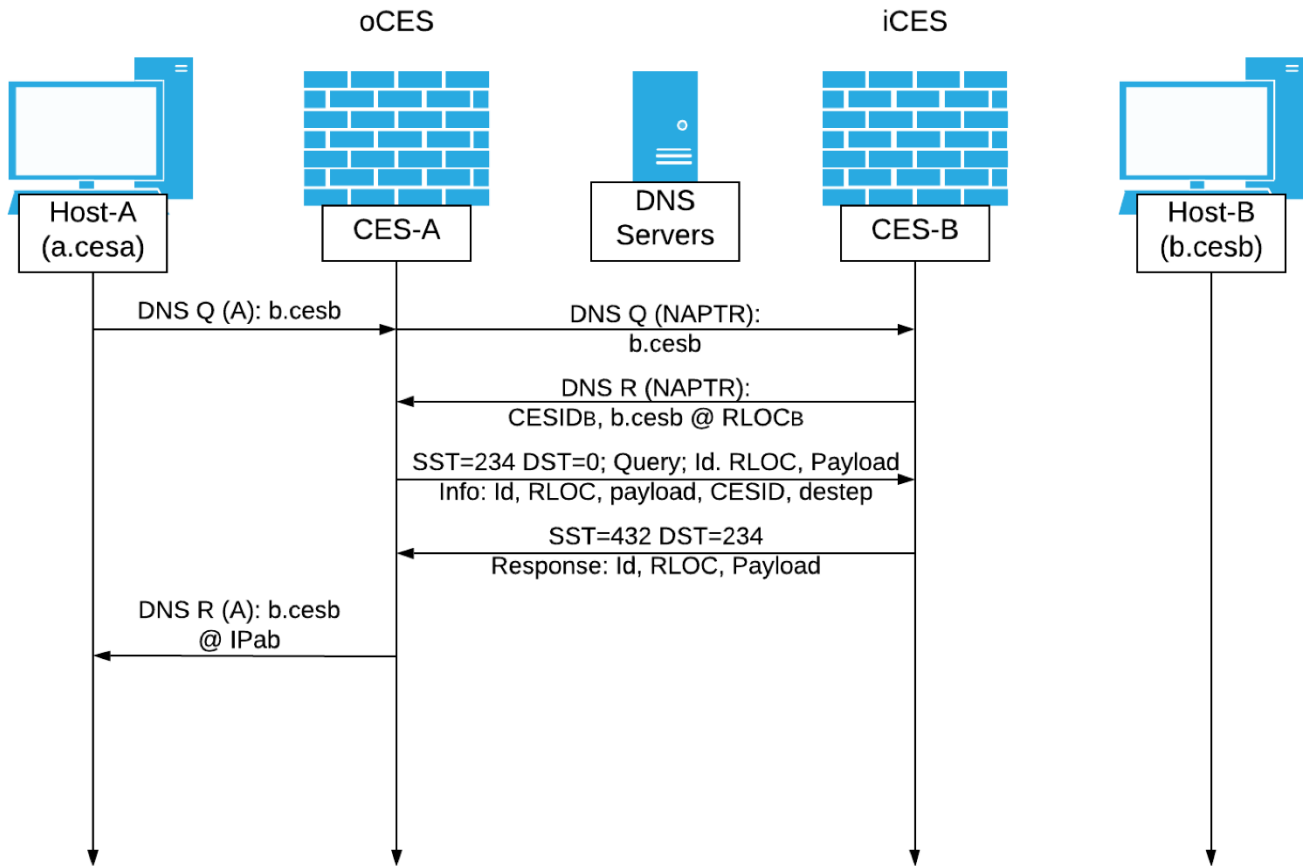 oCES
iCES
Host-A
(a.cesa)
CES-A
DNS
Servers
CES-B
Host-B
(b.cesb)
DNS Q (A): b.cesb
DNS Q (NAPTR):
b.cesb
DNS R (NAPTR):
CESIDB, b.cesb @ RLOCB
SST=234 DST=0; Query; Id. RLOC, Payload
Info: Id, RLOC, payload, CESID, destep
SST=432 DST=234
Response: Id, RLOC, Payload
DNS R (A): b.cesb
@ IPab